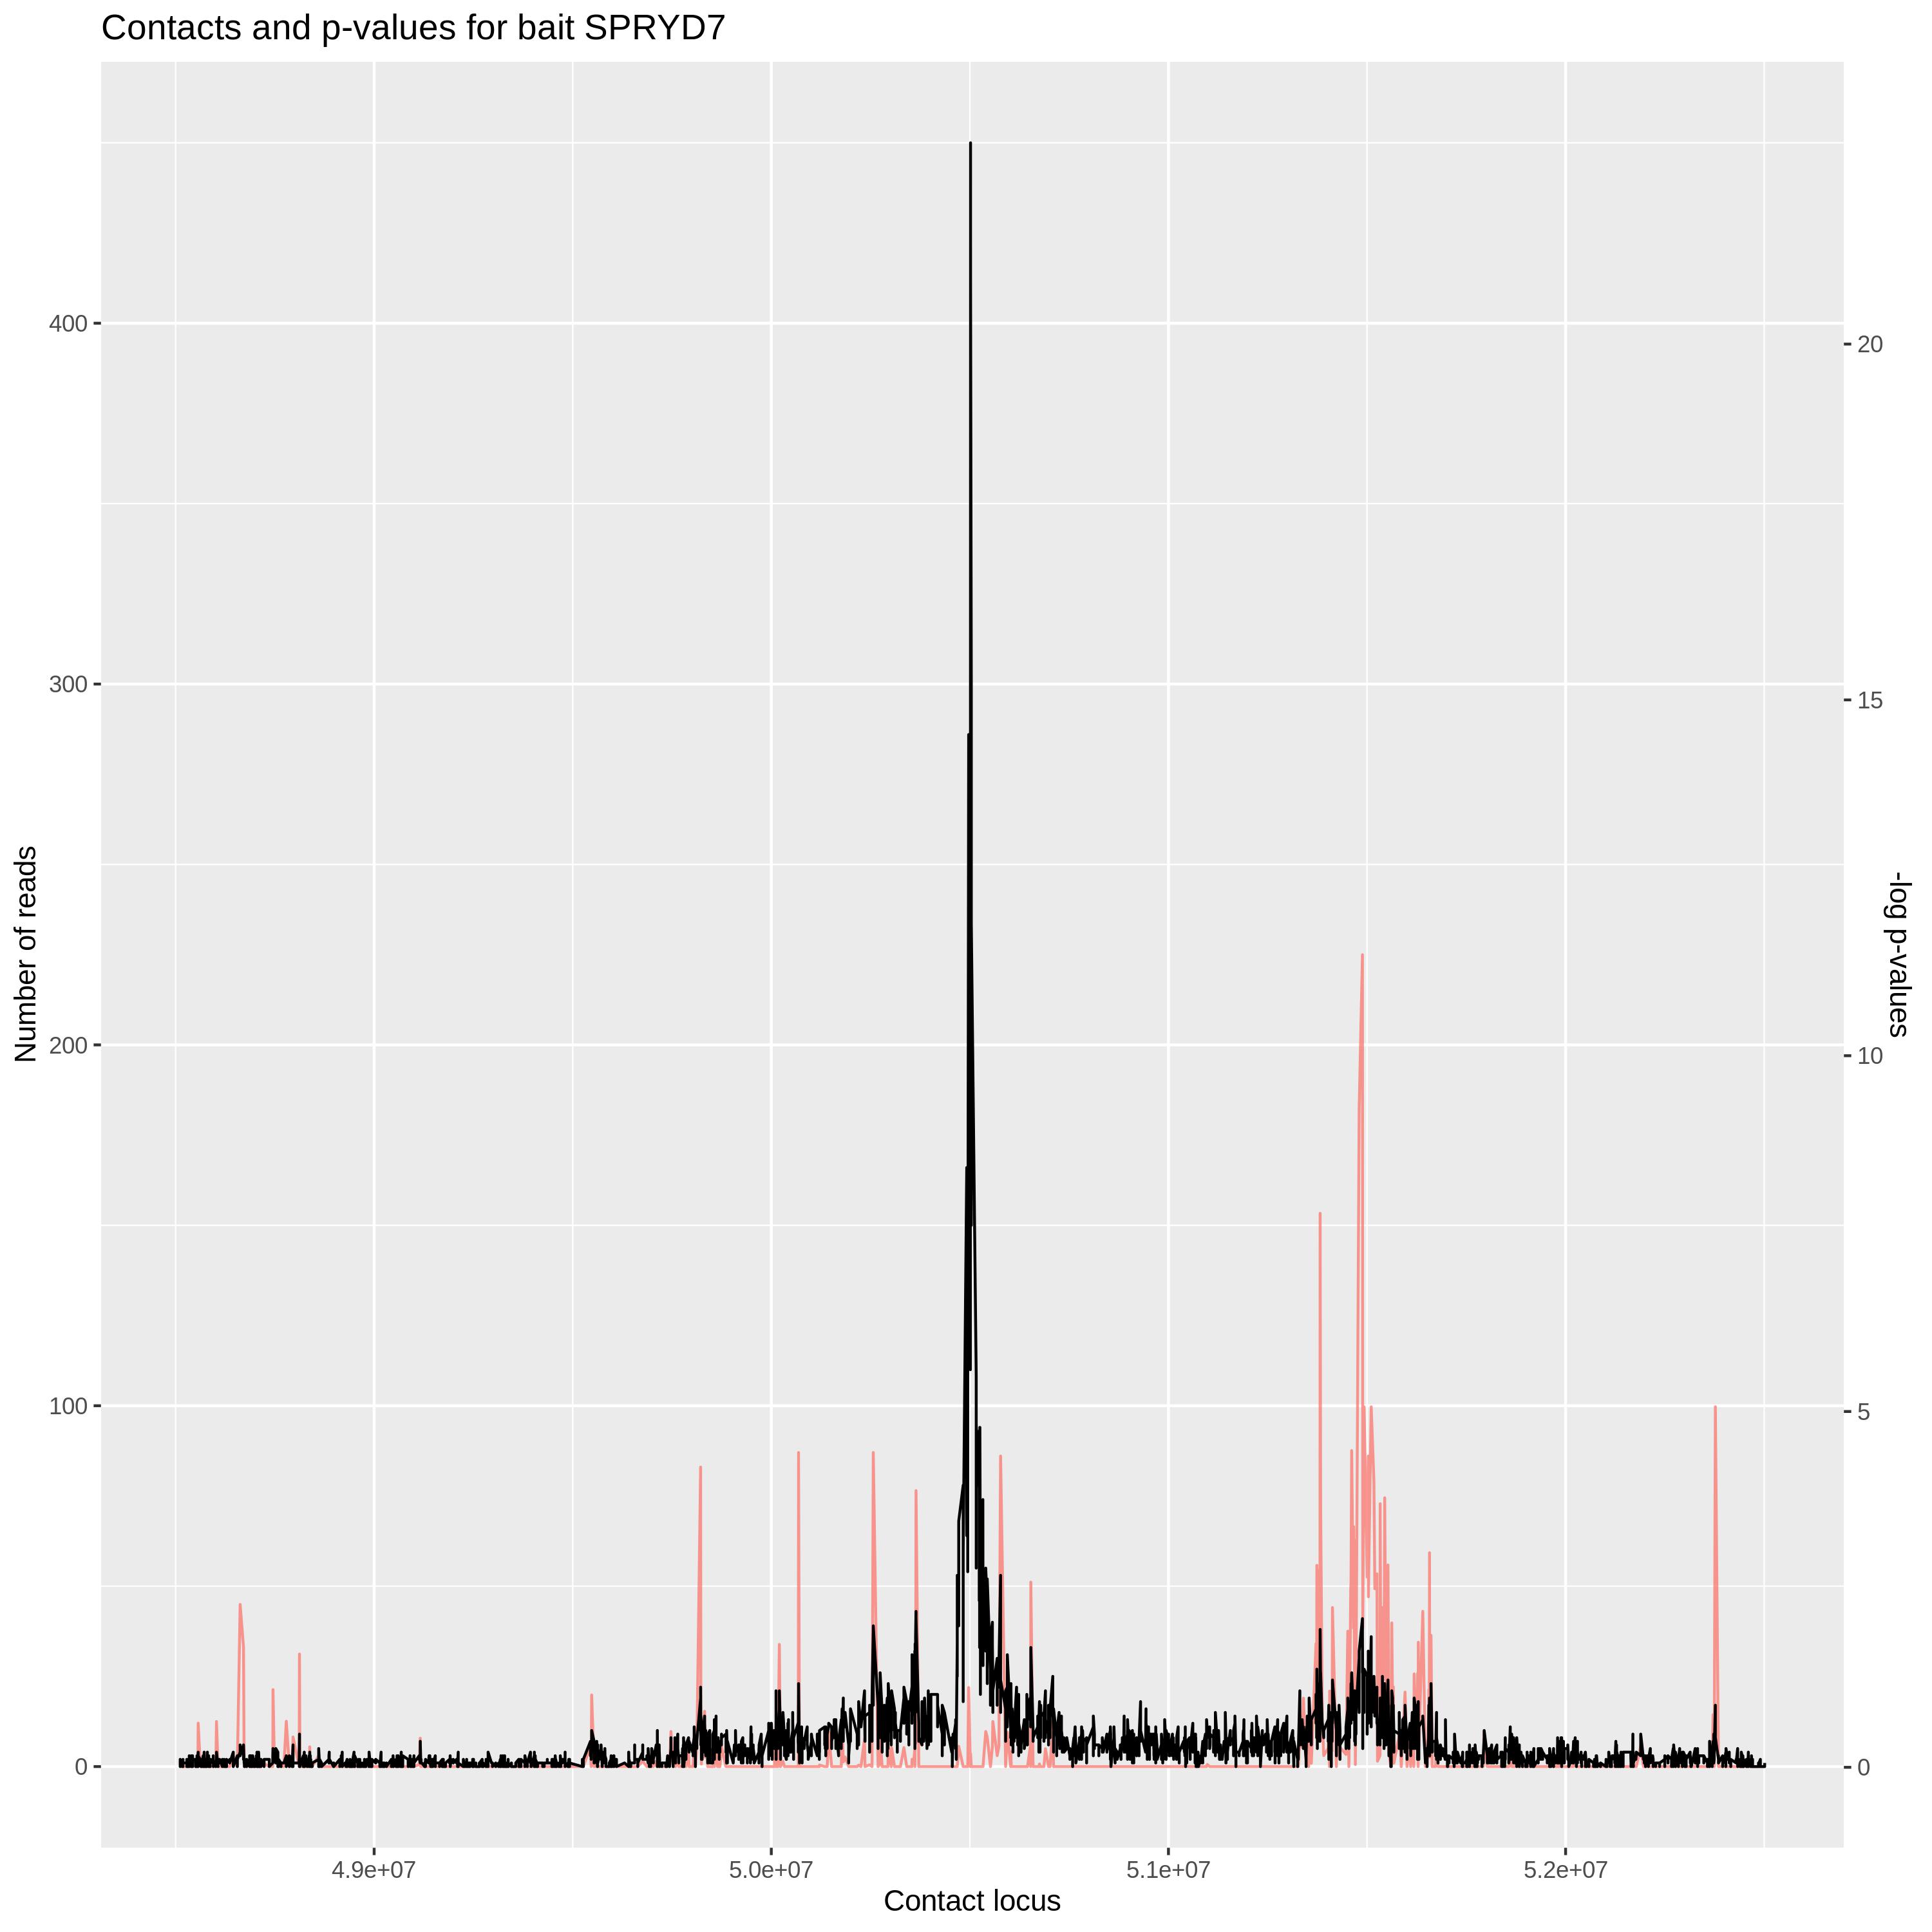 Contacts and p-values for bait SPRYD7
Number of reads
400
300
200
100
0
20
15
10
5
0
-log p-values
4.9e+07 5.0e+07 5.1e+07 5.2e+07
Contact locus